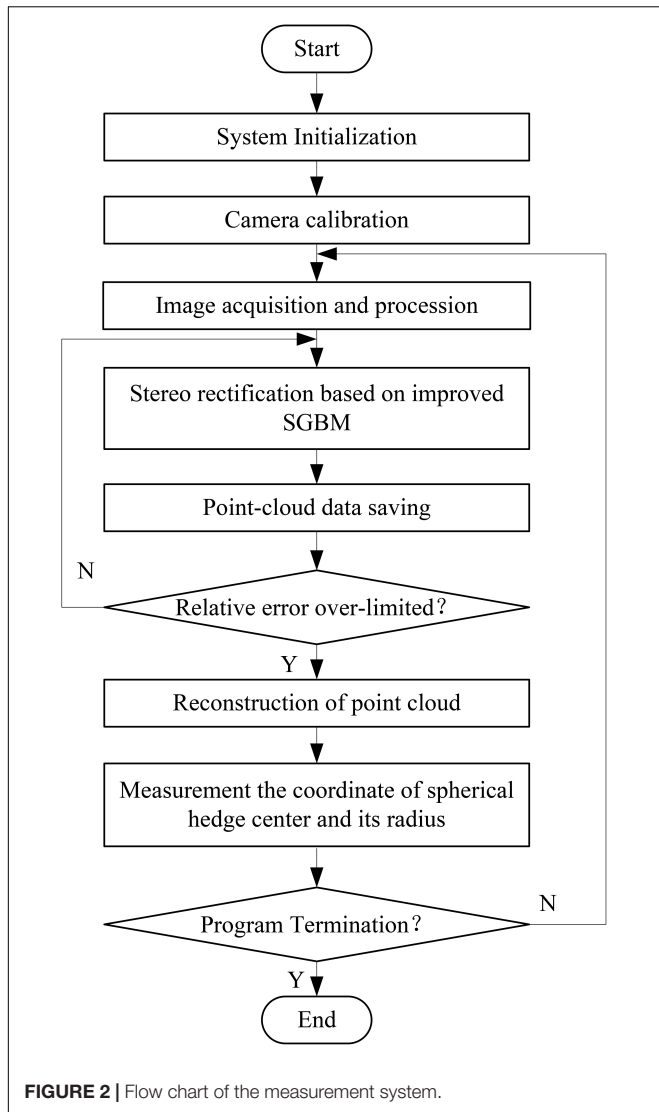 Start
System Initialization
Camera calibration
Image acquisition and procession
Stereo rectification based on improved
SGBM
Point-cloud data saving
N
Relative error over-limited?
Y
Reconstruction of point cloud
Measurement the coordinate of spherical
hedge center and its radius
N
Program Termination?
Y
End
FIGURE 2 | Flow chart of the measurement system.